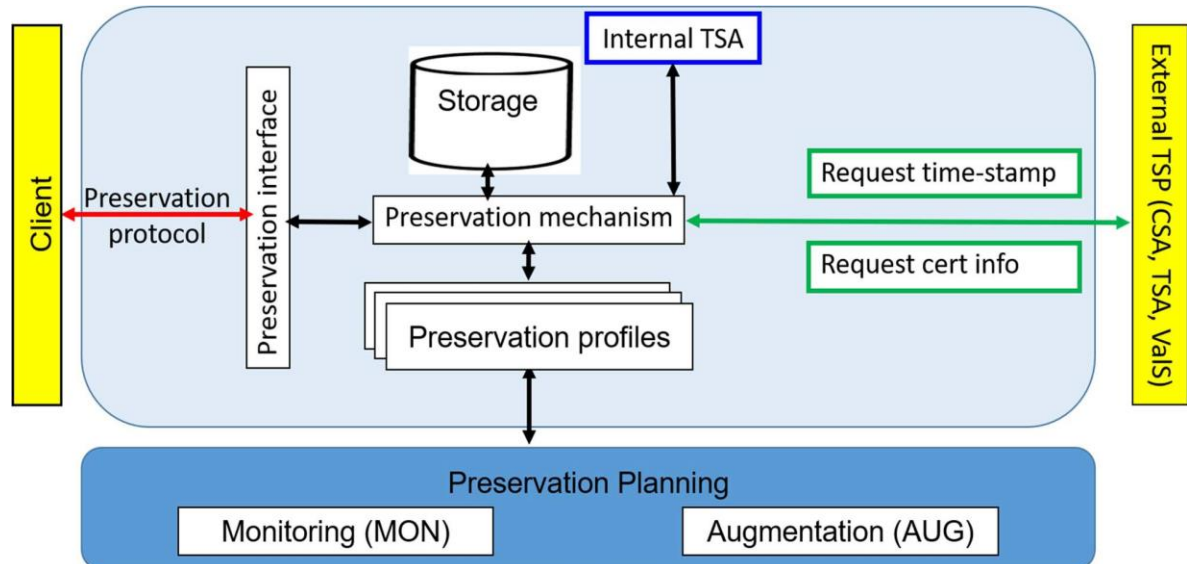 Internal TSA
Storage
Client
Preservation
protocol
Preservation interface
Preservation mechanism
Request time-stamp
Request cert info
External TSP (CSA, TSA, ValS)
Preservation profiles
Preservation Planning
Monitoring (MON)
Augmentation (AUG)